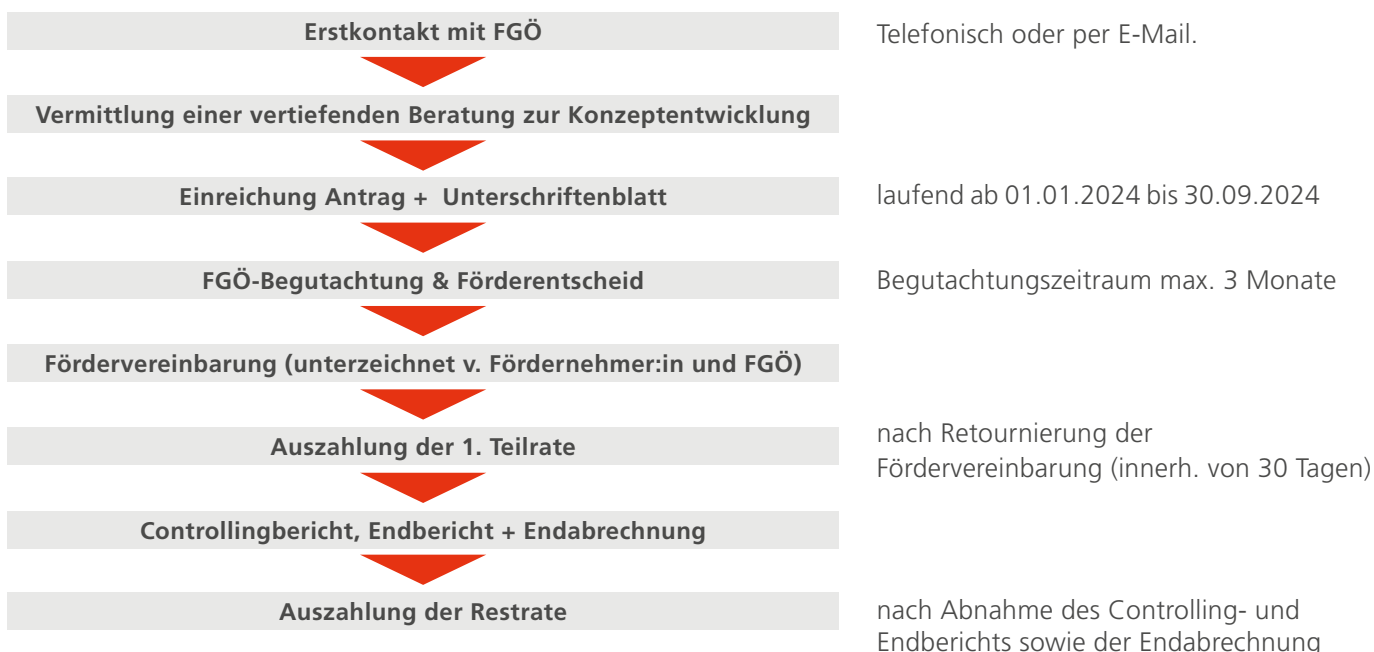 Erstkontakt mit FGÖ
Telefonisch oder per E-Mail.
Vermittlung einer vertiefenden Beratung zur Konzeptentwicklung
Einreichung Antrag + Unterschriftenblatt
laufend ab 01.01.2024 bis 30.09.2024
FGÖ-Begutachtung & Förderentscheid
Begutachtungszeitraum max. 3 Monate
Fördervereinbarung (unterzeichnet v. Fördernehmer:in und FGÖ)
Auszahlung der 1. Teilrate
nach Retournierung der
Fördervereinbarung (innerh. von 30 Tagen)
Controllingbericht, Endbericht + Endabrechnung
Auszahlung der Restrate
nach Abnahme des Controlling- und
Endberichts sowie der Endabrechnung